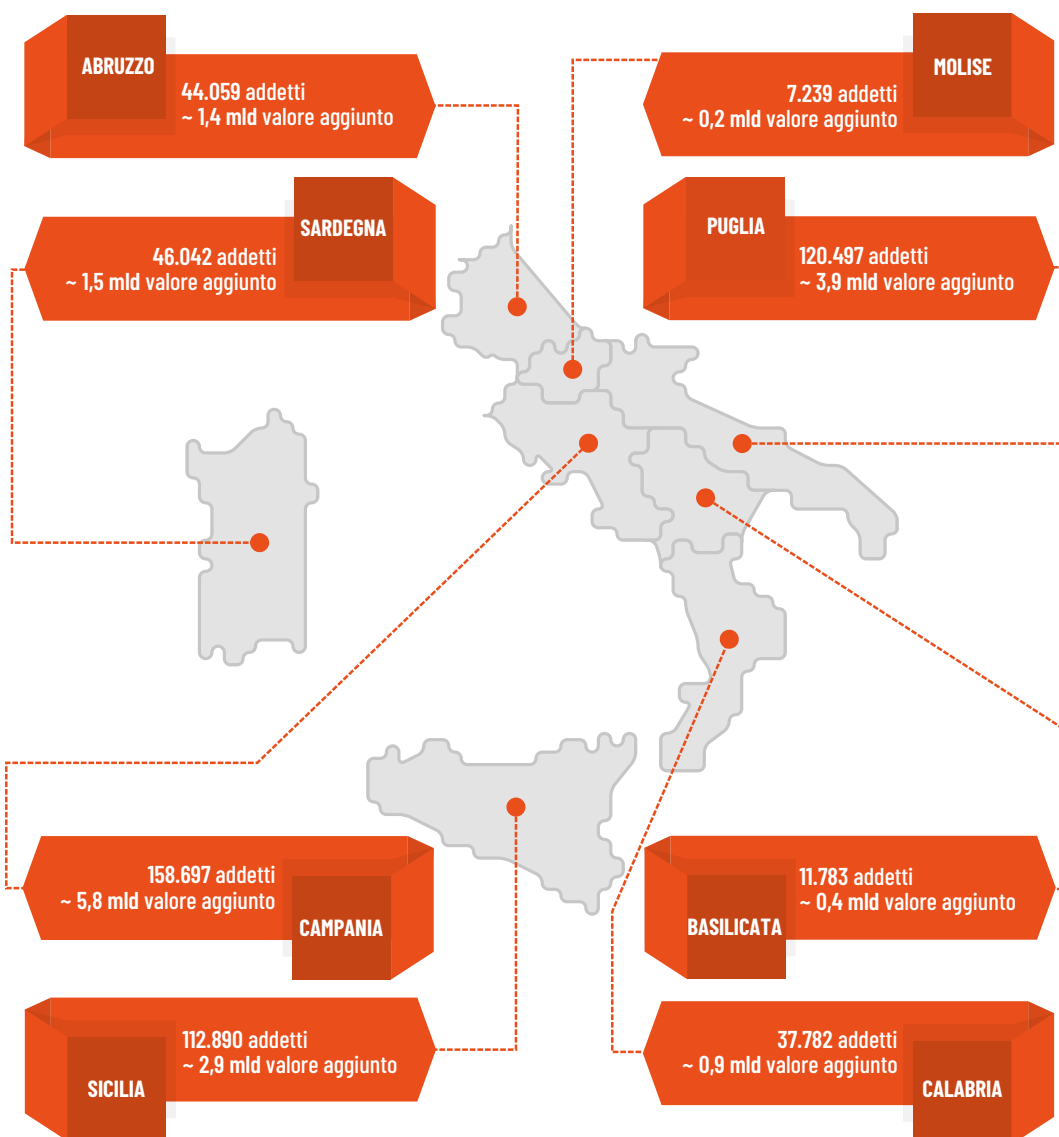 ABRUZZO
44.059 addetti
~ 1,4 mld valore aggiunto
MOLISE
7.239 addetti
~ 0,2 mld valore aggiunto
SARDEGNA
46.042 addetti
~ 1,5 mld valore aggiunto
PUGLIA
120.497 addetti
~ 3,9 mld valore aggiunto
158.697 addetti
~ 5,8 mld valore aggiunto
CAMPANIA
11.783 addetti
~ 0,4 mld valore aggiunto
BASILICATA
112.890 addetti
~ 2,9 mld valore aggiunto
SICILIA
37.782 addetti
~ 0,9 mld valore aggiunto
CALABRIA